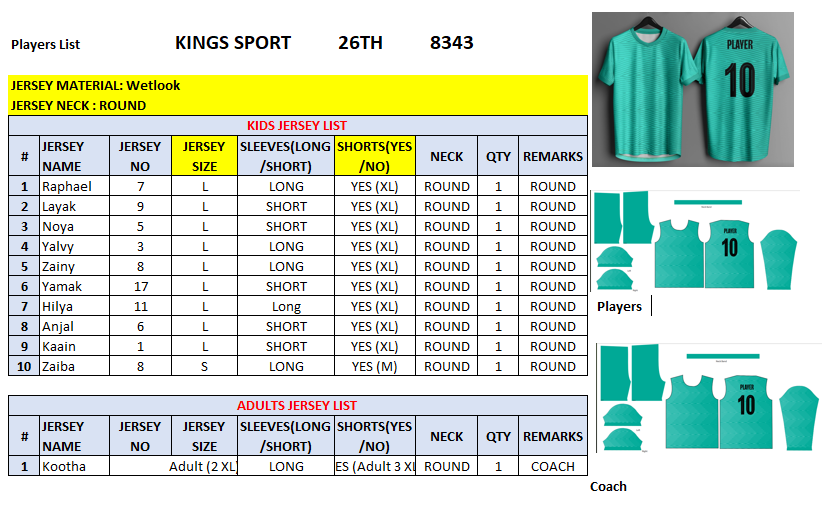 Players List KINGS SPORT 26TH 8343
JERSEY MATERIAL: Wetlook
JERSEY NECK : ROUND
KIDS JERSEY LIST
# JERSEY NAME JERSEY NO JERSEY SIZE SLEEVES(LONG/SHORT) SHORTS(YES/NO) NECK QTY REMARKS
1 Raphael 7 L LONG YES (XL) ROUND 1 ROUND
2 Layak 9 L SHORT YES (XL) ROUND 1 ROUND
3 Noya 5 L SHORT YES (XL) ROUND 1 ROUND
4 Yalvy 3 L LONG YES (XL) ROUND 1 ROUND
5 Zainy 8 L LONG YES (XL) ROUND 1 ROUND
6 Yamak 17 L SHORT YES (XL) ROUND 1 ROUND
7 Hilya 11 L Long YES (XL) ROUND 1 ROUND
8 Anjal 6 L SHORT YES (XL) ROUND 1 ROUND
9 Kaain 1 L SHORT YES (XL) ROUND 1 ROUND
10 Zaiba 8 S LONG YES (M) ROUND 1 ROUND
ADULTS JERSEY LIST
# JERSEY NAME JERSEY NO JERSEY SIZE SLEEVES(LONG/SHORT) SHORTS(YES/NO) NECK QTY REMARKS
1 Kootha Adult (2 XL) LONG ES (Adult 3 XL ROUND 1 COACH
PLAYER
10
PLAYER
10
Players
PLAYER
10
Coach